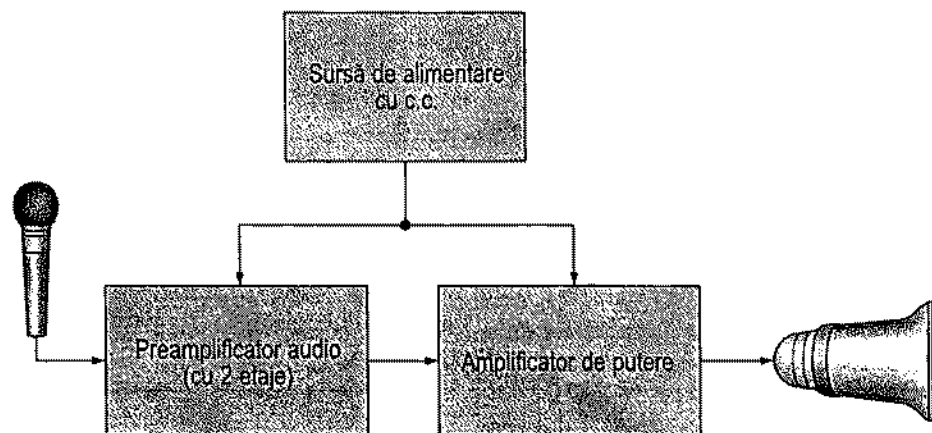 Sursă de alimentare
cu c.c.
Preamplificator audio
(cu 2 etaje)
Amplificator de putere